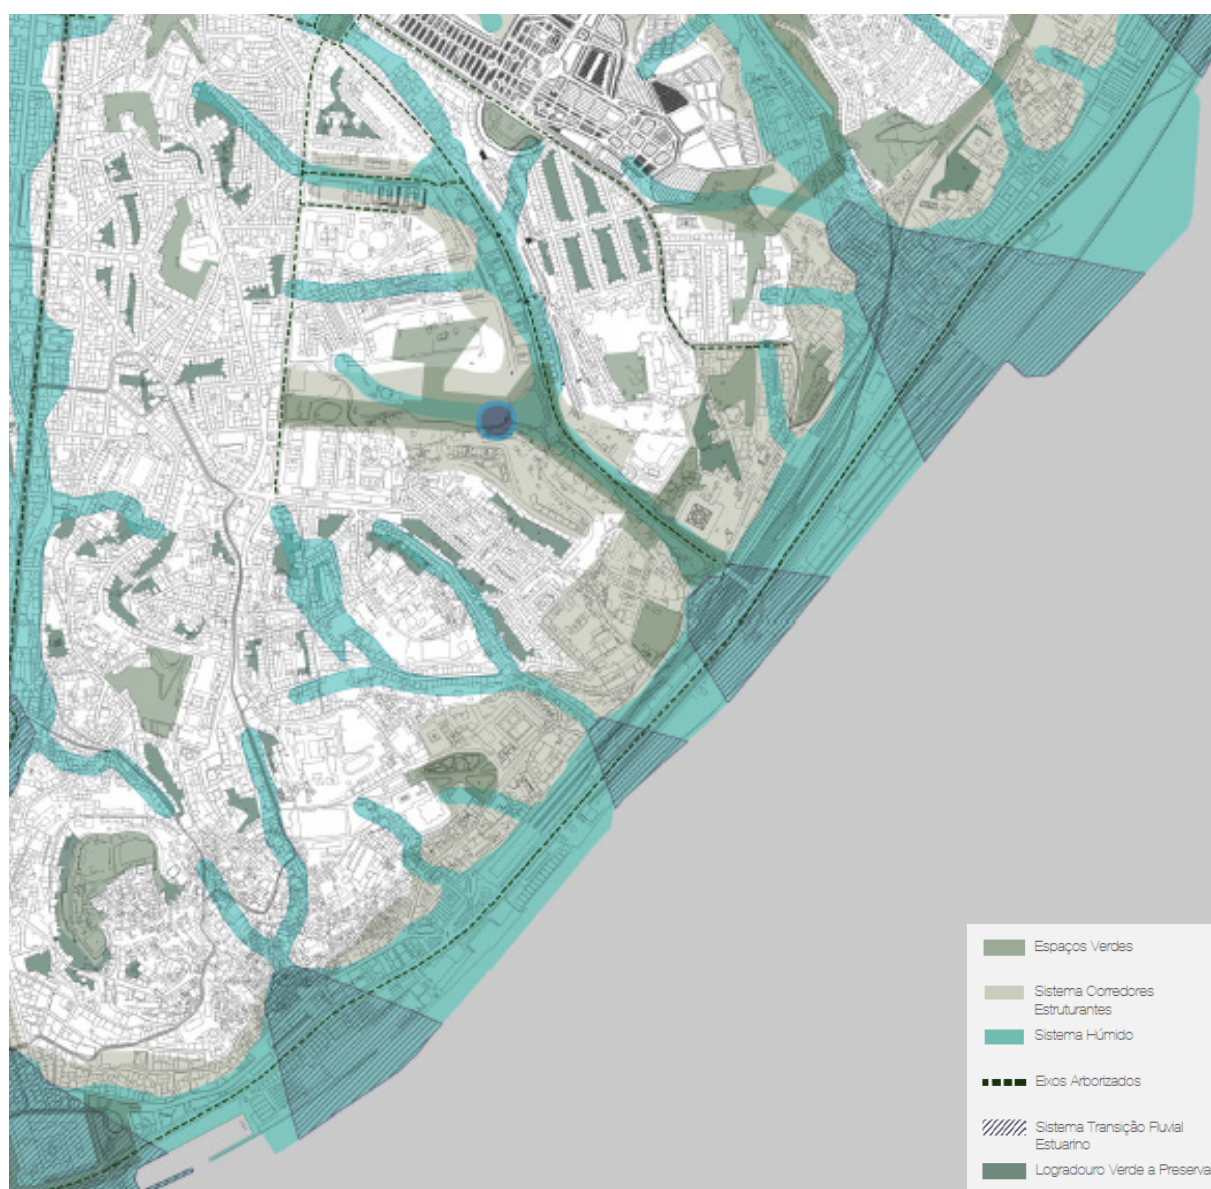 Espaços Verdes
Sistema Corredores
Estruturantes
Sistema Húmido
Eixos Arborizados
Sistema Transição Fluvial
Estuarino
Logradouro Verde a Preserva